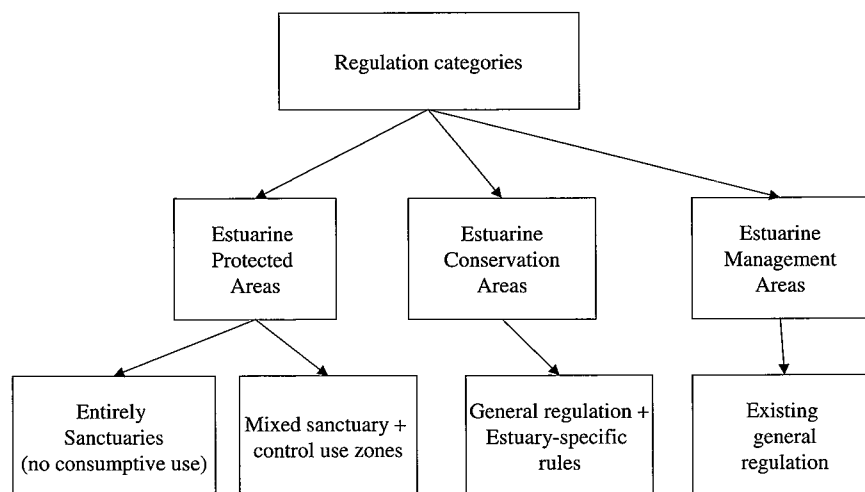 Regulation categories
Estuarine
Protected
Areas
Estuarine
Conservation
Areas
Estuarine
Management
Areas
Entirely
Sanctuaries
(no consumptive use)
Mixed sanctuary +
control use zones
General regulation +
Estuary-specific
rules
Existing
general
regulation